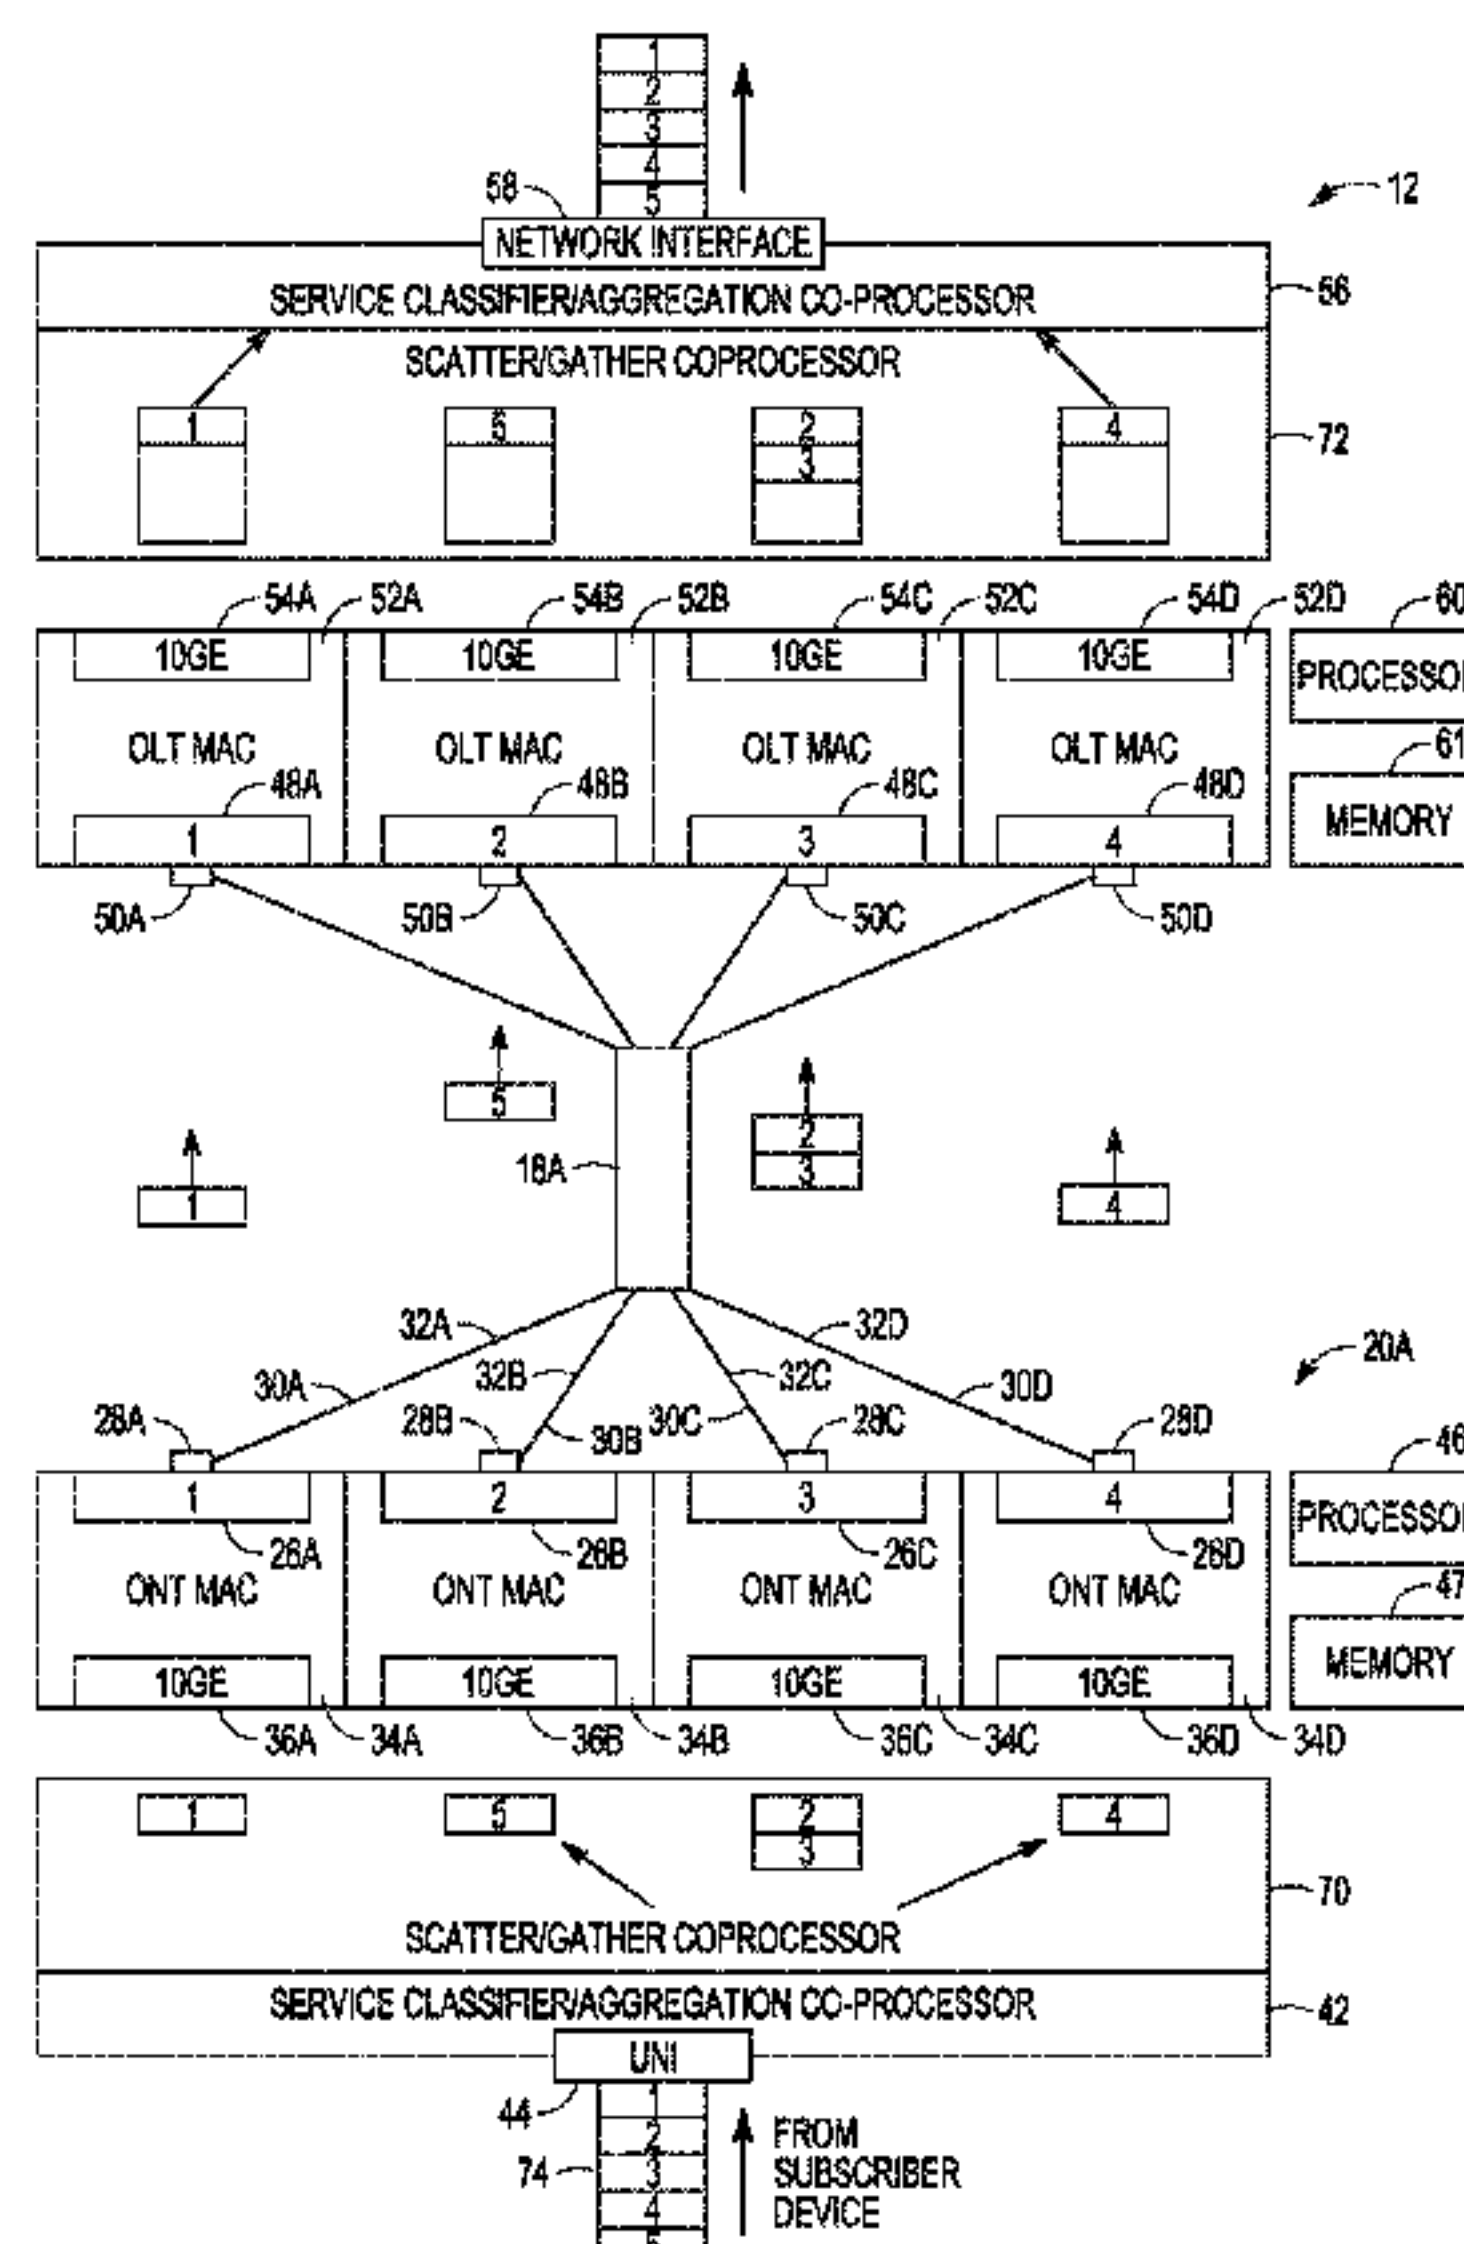 1
2
3
4
5
58
12
NETWORK INTERFACE
SERVICE CLASSIFIER/AGGREGATION CO-PROCESSOR
56
SCATTER/GATHER COPROCESSOR
1 5 2 4
3
72
54A 52A 54B 52B 54C 52C 54D 52D 60
10GE 10GE 10GE 10GE
OLT MAC OLT MAC OLT MAC OLT MAC
61
48A 48B 48C 48D
MEMORY
1 2 3 4
50A 50B 50C 50D
5
2
18A 3
1 4
32A 32D
20A
32B 32C
30A 30D
28A 28B 30B 30C 28C 28D
46
1 2 3 4
26A 26B 26C 26D
ONT MAC ONT MAC ONT MAC ONT MAC
47
MEMORY
10GE 10GE 10GE 10GE
36A 34A 36B 34B 36C 34C 36D 34D
1 5 2 4
3
70
SCATTER/GATHER COPROCESSOR
SERVICE CLASSIFIER/AGGREGATION CO-PROCESSOR
42
UNI
44
2
3
4
74
FROM
SUBSCRIBER
DEVICE